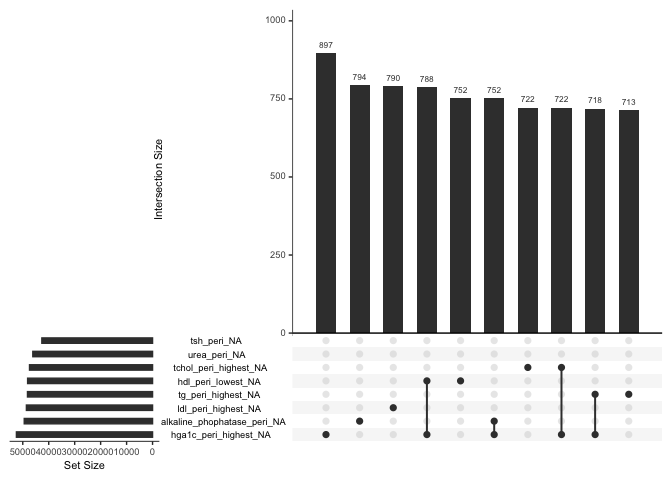 1000
897
794
790
788
752
752
722
722
718
713
750
Intersection Size
500
250
0
tsh_peri_NA
urea_peri_NA
tchol_peri_highest_NA
hdl_peri_lowest_NA
tg_peri_highest_NA
ldl_peri_highest_NA
alkaline_phophatase_peri_NA
hga1c_peri_highest_NA
50000 40000 30000 20000 10000 0
Set Size